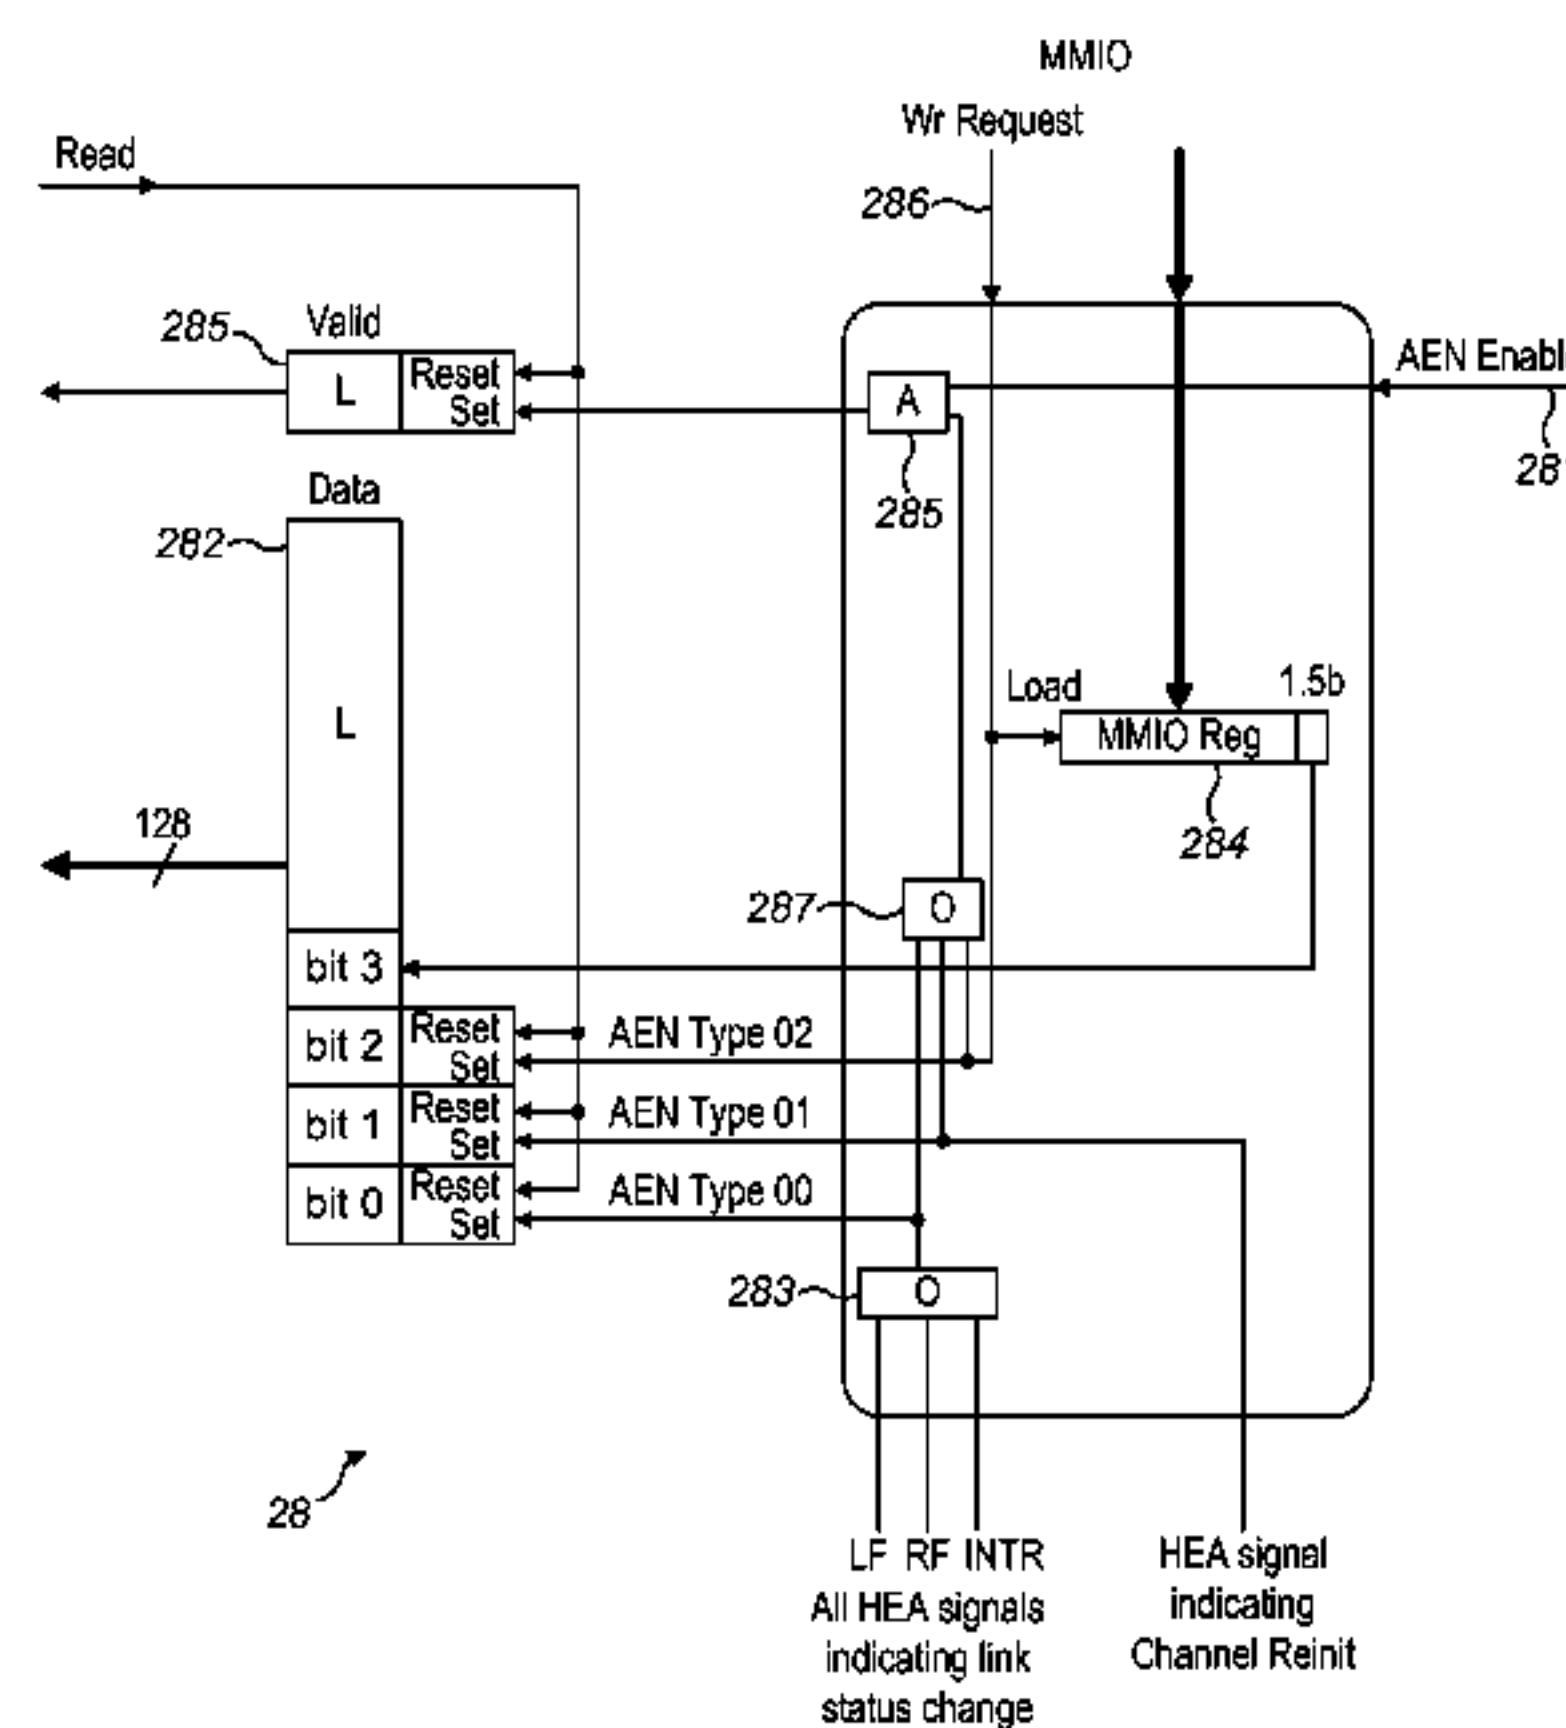 MMIO
Wr Request
Read
286
285
Valid
L
Reset
Set
A
285
AEN Enabl
28
Data
282
L
128
Load
1.5b
MMIO Reg
284
287
O
bit 3
bit 2
Reset
Set
AEN Type 02
bit 1
Reset
Set
AEN Type 01
bit 0
Reset
Set
AEN Type 00
283
O
28
LF RF INTR
All HEA signals
indicating link
status change
HEA signal
indicating
Channel Reinit